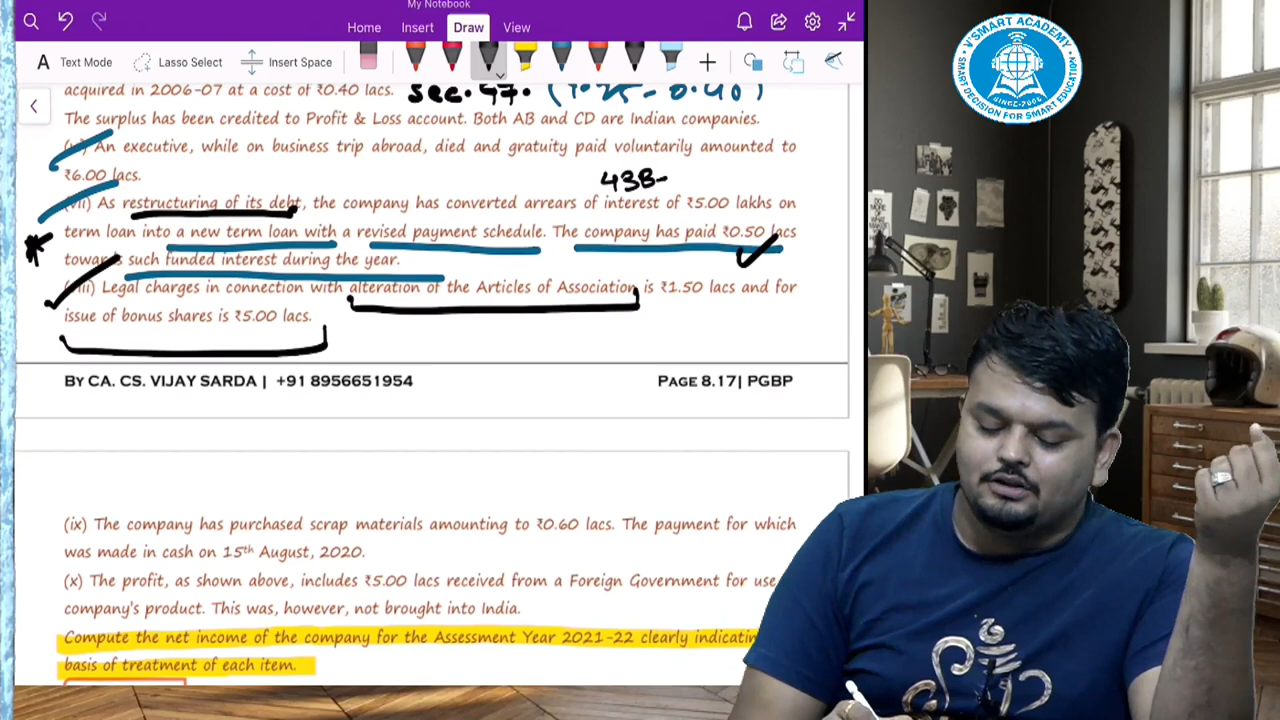 My Notebook
Home Insert Draw View
Text Mode Lasso Select Insert Space
acquired in 2006-07 at a cost of ₹0.40 lacs. Sec. 47. (1.25 - 0.40)
The surplus has been credited to Profit & Loss account. Both AB and CD are Indian companies.
An executive, while on business trip abroad, died and gratuity paid voluntarily amounted to
₹6.00 lacs.
43B-
(vii) As restructuring of its debt, the company has converted arrears of interest of ₹5.00 lakhs on
term loan into a new term loan with a revised payment schedule. The company has paid ₹0.50 lacs
towards such funded interest during the year.
(viii) Legal charges in connection with alteration of the Articles of Association is ₹1.50 lacs and for
issue of bonus shares is ₹5.00 lacs.
BY CA. CS. VIJAY SARDA | +91 8956651954 PAGE 8.17| PGBP
(ix) The company has purchased scrap materials amounting to ₹0.60 lacs. The payment for which
was made in cash on 15th August, 2020.
(x) The profit, as shown above, includes ₹5.00 lacs received from a Foreign Government for use
company's product. This was, however, not brought into India.
Compute the net income of the company for the Assessment Year 2021-22 clearly
basis of treatment of each item.
V'SMART ACADEMY
SMART DECISION FOR SMART EDUCATION
SINCE-2006